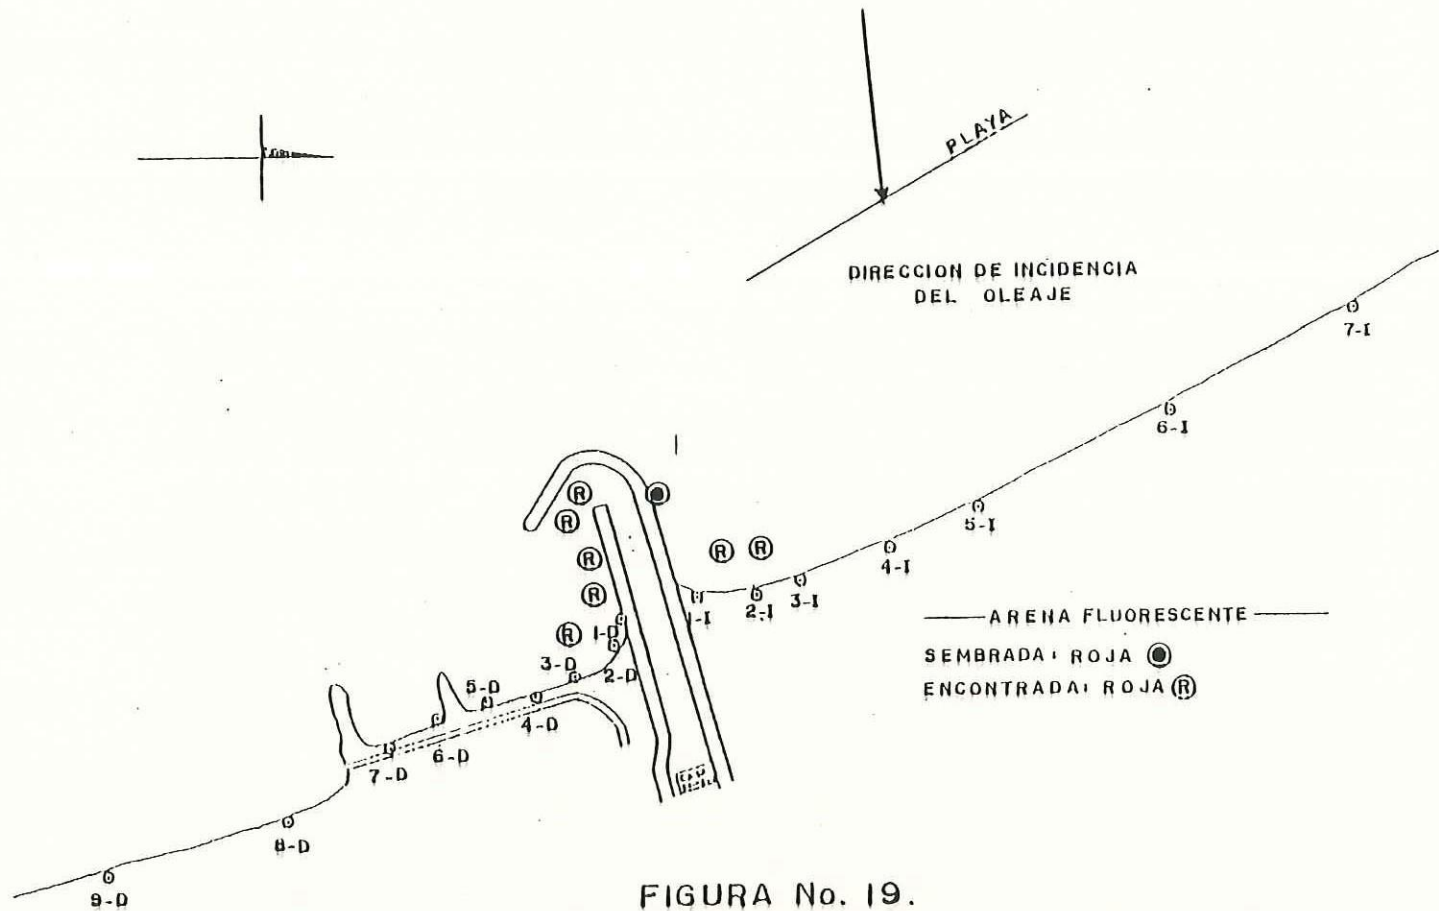 PLAYA
DIRECCION DE INCIDENCIA
DEL OLEAJE
7-I
6-I
5-I
4-I
3-I
2-I
1-I
R
R
R
R
R
R
R
1-D
2-D
3-D
4-D
5-D
6-D
7-D
8-D
9-D
ARENA FLUORESCENTE
SEMBRADA: ROJA
ENCONTRADA: ROJA R
FIGURA No. 19.